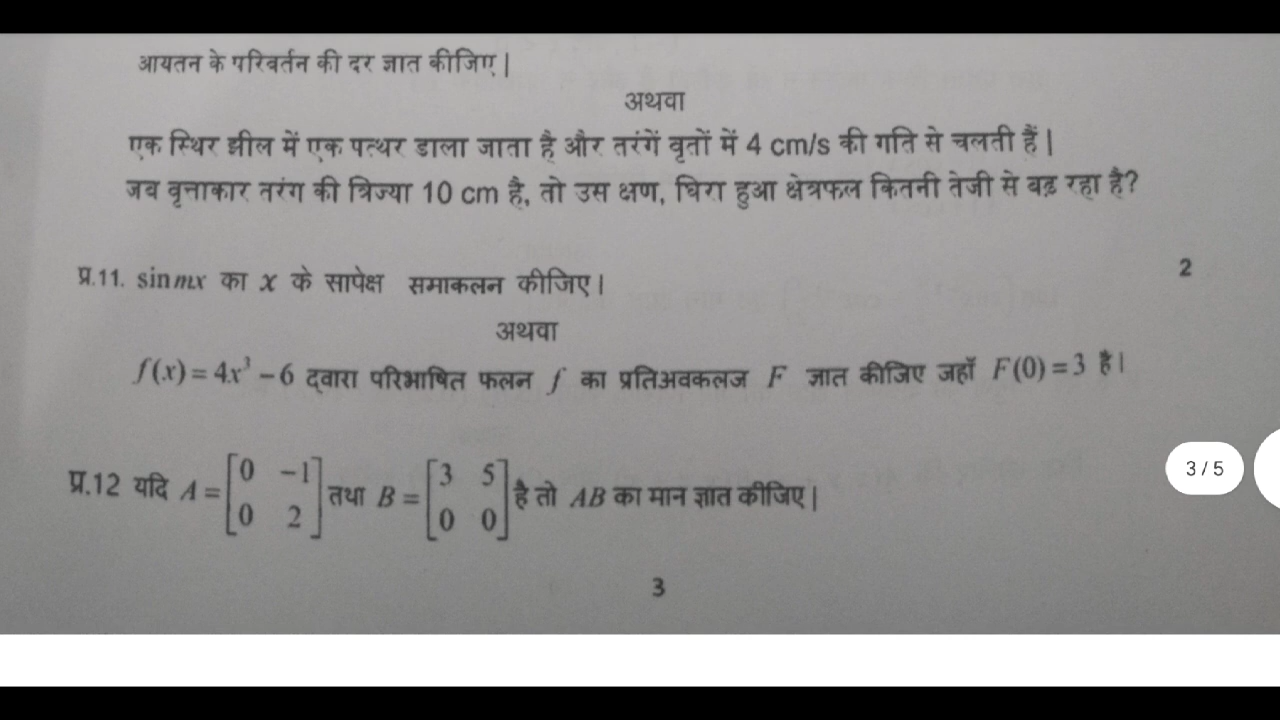 आयतन के परिवर्तन की दर ज्ञात कीजिए|
अथवा
एक स्थिर झील में एक पत्थर डाला जाता है और तरंगें वृतों में 4 cm/s की गति से चलती हैं|
जब वृत्ताकार तरंग की त्रिज्या 10 cm है, तो उस क्षण, घिरा हुआ क्षेत्रफल कितनी तेजी से बढ़ रहा है?
प्र.11. sin mx का x के सापेक्ष समाकलन कीजिए। 2
अथवा
f(x) = 4x³ − 6 द्वारा परिभाषित फलन f का प्रतिअवकलज F ज्ञात कीजिए जहाँ F(0) = 3 है।
प्र.12 यदि A = [0 −1; 0 2] तथा B = [3 5; 0 0] है तो AB का मान ज्ञात कीजिए|
3 / 5
3